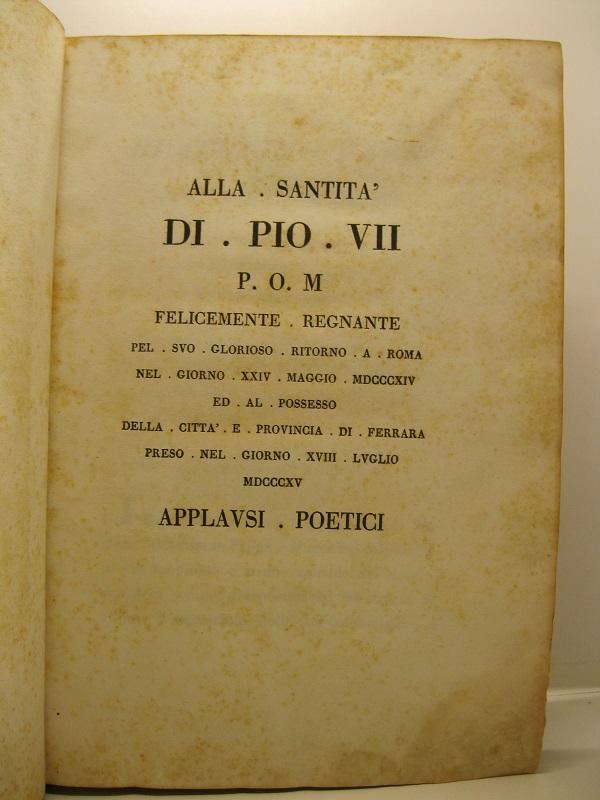 ALLA . SANTITA'
DI . PIO . VII
P. O. M
FELICEMENTE . REGNANTE
PEL . SVO . GLORIOSO . RITORNO . A . ROMA
NEL . GIORNO . XXIV . MAGGIO . MDCCCXIV
ED . AL . POSSESSO
DELLA . CITTA' . E . PROVINCIA . DI . FERRARA
PRESO . NEL . GIORNO . XVIII . LVGLIO
MDCCCXV
APPLAVSI . POETICI